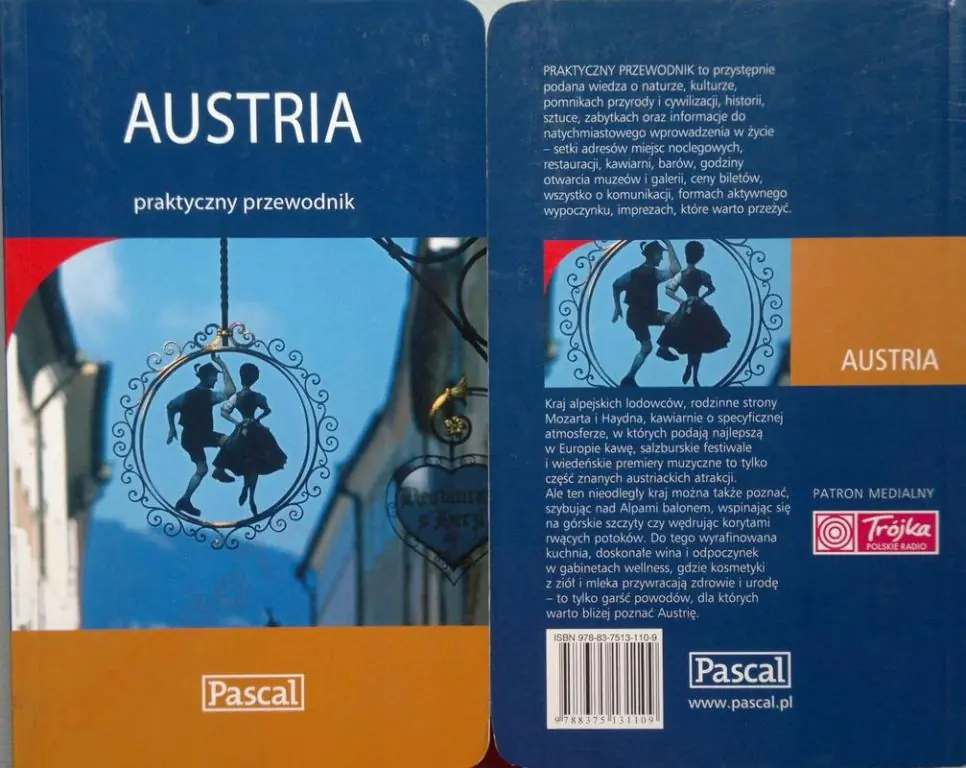 AUSTRIA
praktyczny przewodnik
Pascal
PRAKTYCZNY PRZEWODNIK to przystępnie
podana wiedza o naturze, kulturze,
pomnikach przyrody i cywilizacji, historii,
sztuce, zabytkach oraz informacje do
natychmiastowego wprowadzenia w życie
– setki adresów miejsc noclegowych,
restauracji, kawiarni, barów, godziny
otwarcia muzeów i galerii, ceny biletów,
wszystko o komunikacji, formach aktywnego
wypoczynku, imprezach, które warto przeżyć.
AUSTRIA
Kraj alpejskich lodowców, rodzinne strony
Mozarta i Haydna, kawiarnie o specyficznej
atmosferze, w których podają najlepszą
w Europie kawę, salzburskie festiwale
i wiedeńskie premiery muzyczne to tylko
część znanych austriackich atrakcji.
Ale ten nieodległy kraj można także poznać,
szybując nad Alpami balonem, wspinając się
na górskie szczyty czy wędrując korytami
rwących potoków. Do tego wyrafinowana
kuchnia, doskonałe wina i odpoczynek
w gabinetach wellness, gdzie kosmetyki
z ziół i mleka przywracają zdrowie i urodę
– to tylko garść powodów, dla których
warto bliżej poznać Austrię.
PATRON MEDIALNY
Trójka
POLSKIE RADIO
ISBN 978-83-7513-110-9
9 788375 131109
Pascal
www.pascal.pl